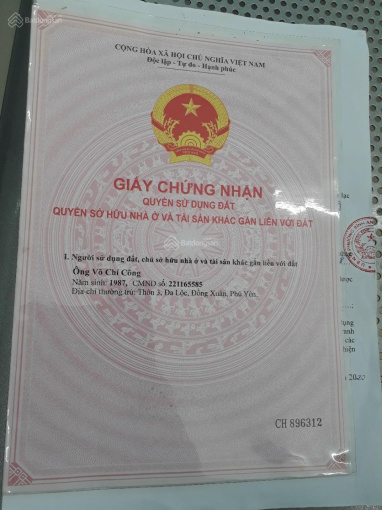 CỘNG HÒA XÃ HỘI CHỦ NGHĨA VIỆT NAM
Độc lập - Tự do - Hạnh phúc
GIẤY CHỨNG NHẬN
QUYỀN SỬ DỤNG ĐẤT
QUYỀN SỞ HỮU NHÀ Ở VÀ TÀI SẢN KHÁC GẮN LIỀN VỚI ĐẤT
I. Người sử dụng đất, chủ sở hữu nhà ở và tài sản khác gắn liền với đất
Ông Võ Chí Công
Năm sinh: 1987, CMND số: 221165585
Địa chỉ thường trú: Thôn 3, Đa Lộc, Đồng Xuân, Phú Yên.
CH 896312
Batdongsan